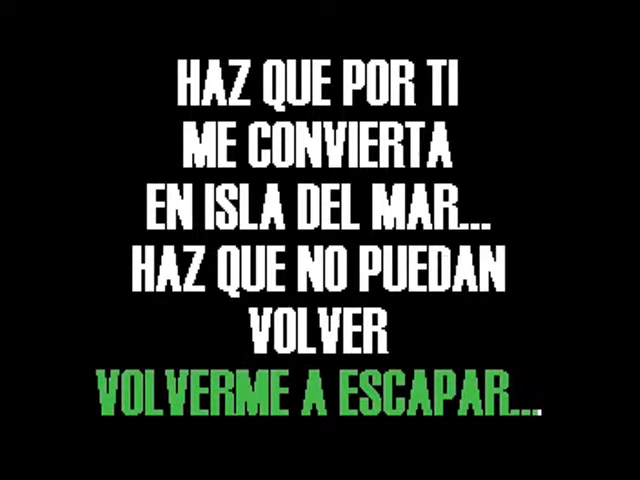 HAZ QUE POR TI
ME CONVIERTA
EN ISLA DEL MAR...
HAZ QUE NO PUEDAN
VOLVER
VOLVERME A ESCAPAR...